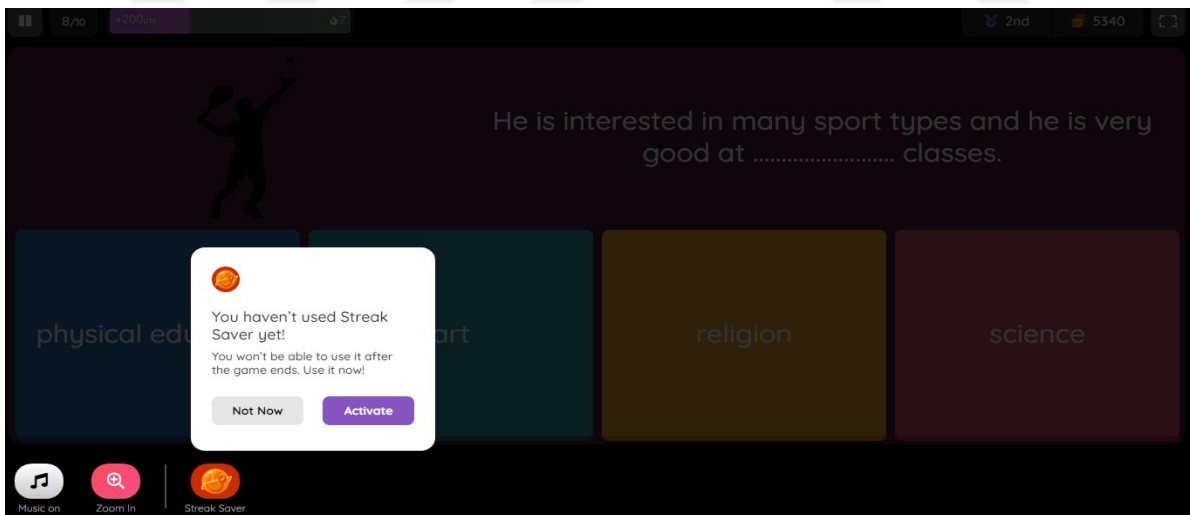 8/10
+200pts
7
2nd
5340
He is interested in many sport types and he is very
good at ........................ classes.
physical edu
art
religion
science
You haven't used Streak
Saver yet!
You won't be able to use it after
the game ends. Use it now!
Not Now
Activate
Music on
Zoom In
Streak Saver